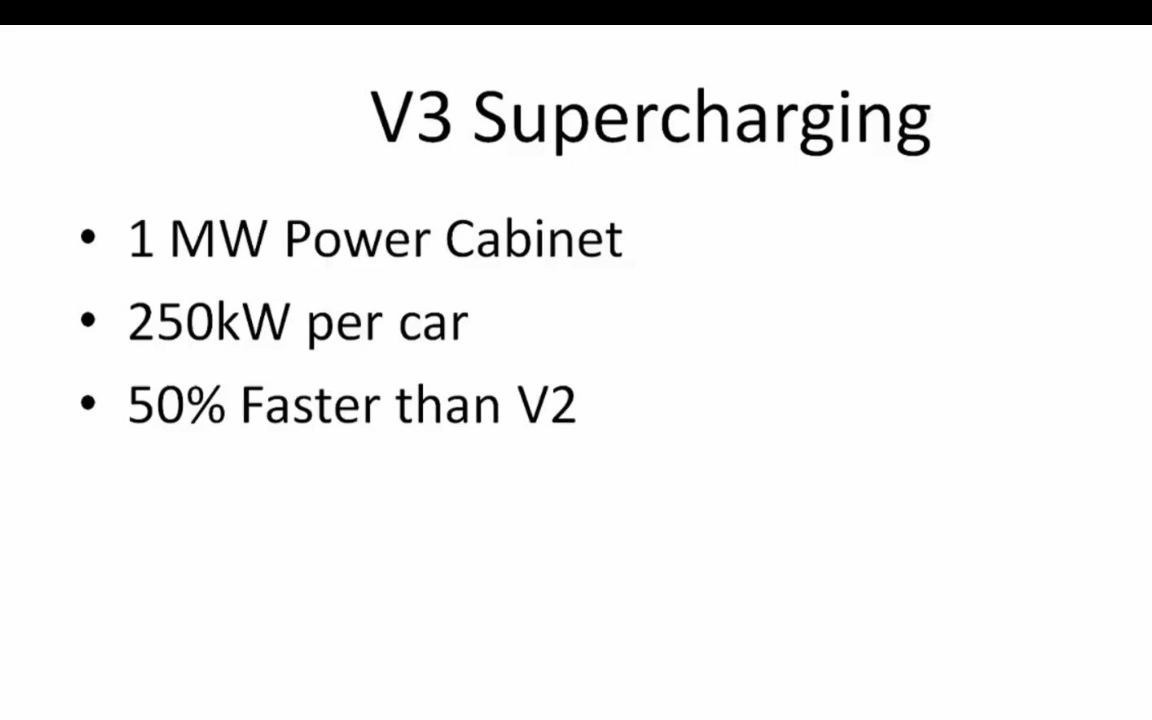 V3 Supercharging
• 1 MW Power Cabinet
• 250kW per car
• 50% Faster than V2